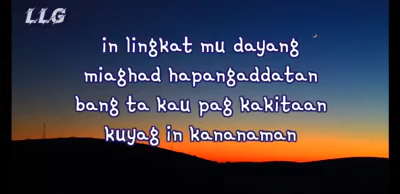 LLG
in lingkat mu dayang
miaghad hapangaddatan
bang ta kau pag kakitaan
kuyag in kananaman